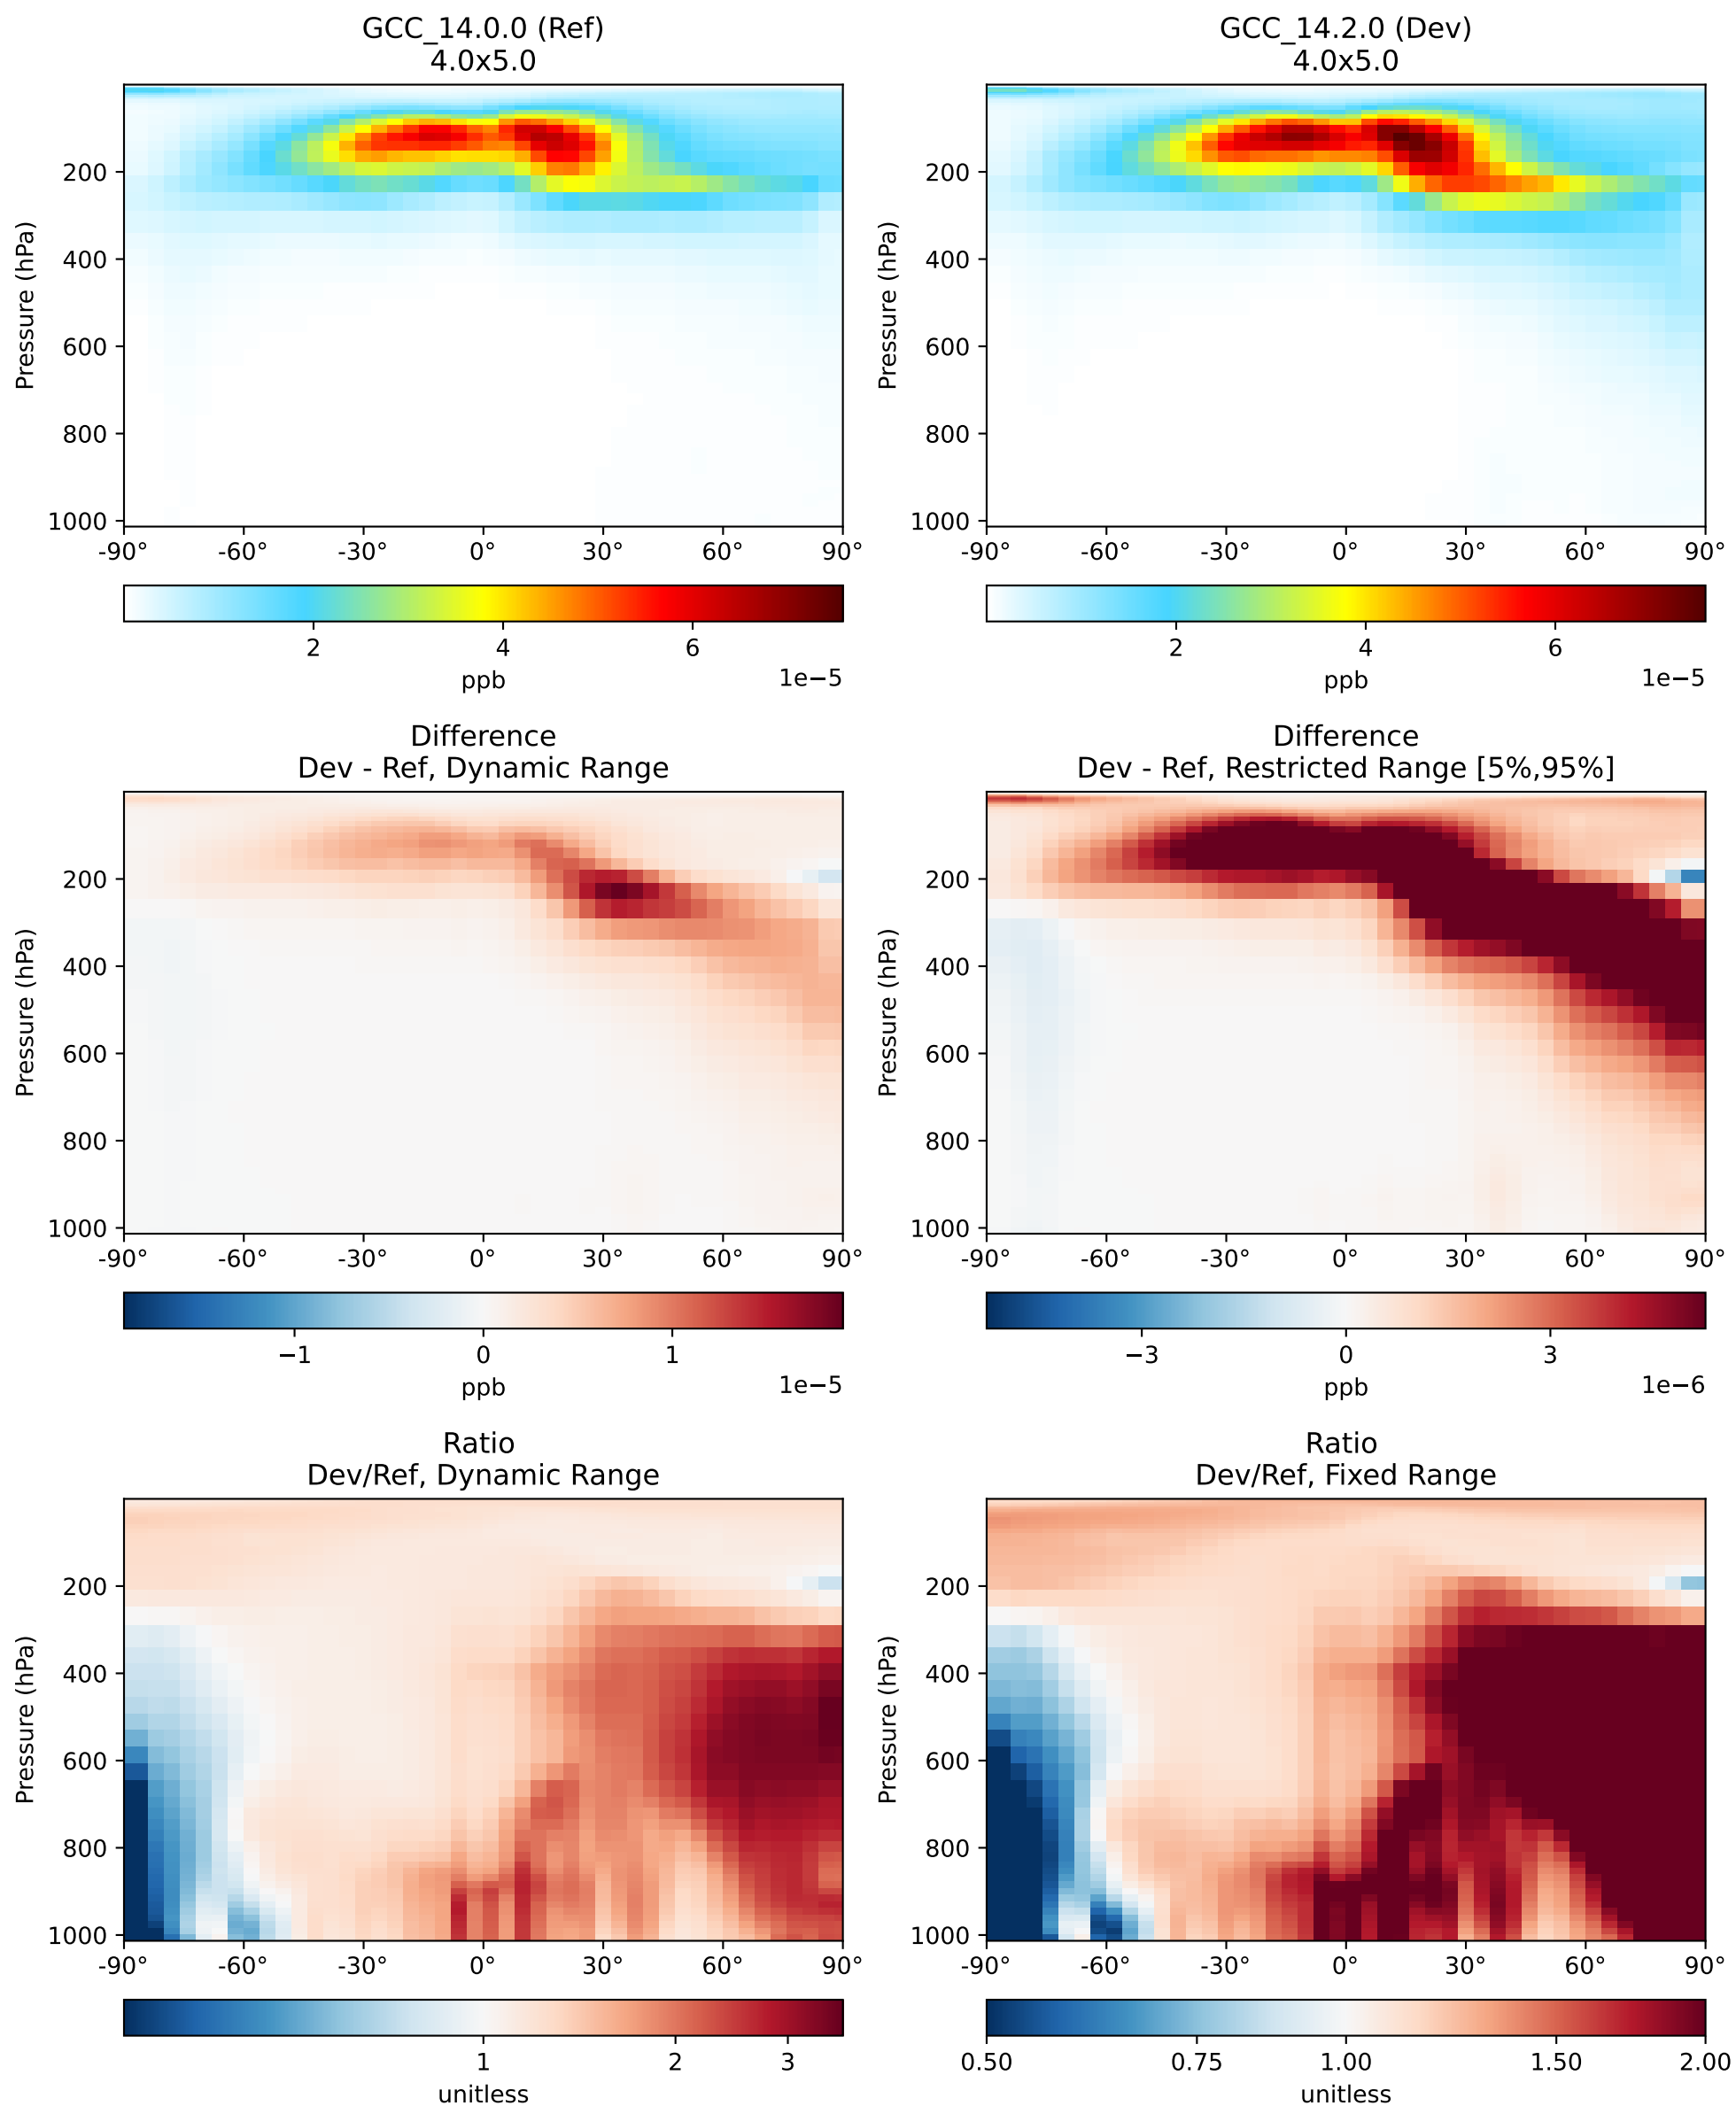 GCC_14.0.0 (Ref)
4.0x5.0
GCC_14.2.0 (Dev)
4.0x5.0
Pressure (hPa)
200
400
600
800
1000
-90° -60° -30° 0° 30° 60° 90°
2 4 6
ppb
1e−5
Pressure (hPa)
200
400
600
800
1000
-90° -60° -30° 0° 30° 60° 90°
2 4 6
ppb
1e−5
Difference
Dev - Ref, Dynamic Range
Difference
Dev - Ref, Restricted Range [5%,95%]
Pressure (hPa)
200
400
600
800
1000
-90° -60° -30° 0° 30° 60° 90°
−1 0 1
ppb
1e−5
Pressure (hPa)
200
400
600
800
1000
-90° -60° -30° 0° 30° 60° 90°
−3 0 3
ppb
1e−6
Ratio
Dev/Ref, Dynamic Range
Ratio
Dev/Ref, Fixed Range
Pressure (hPa)
200
400
600
800
1000
-90° -60° -30° 0° 30° 60° 90°
1 2 3
unitless
Pressure (hPa)
200
400
600
800
1000
-90° -60° -30° 0° 30° 60° 90°
0.50 0.75 1.00 1.50 2.00
unitless